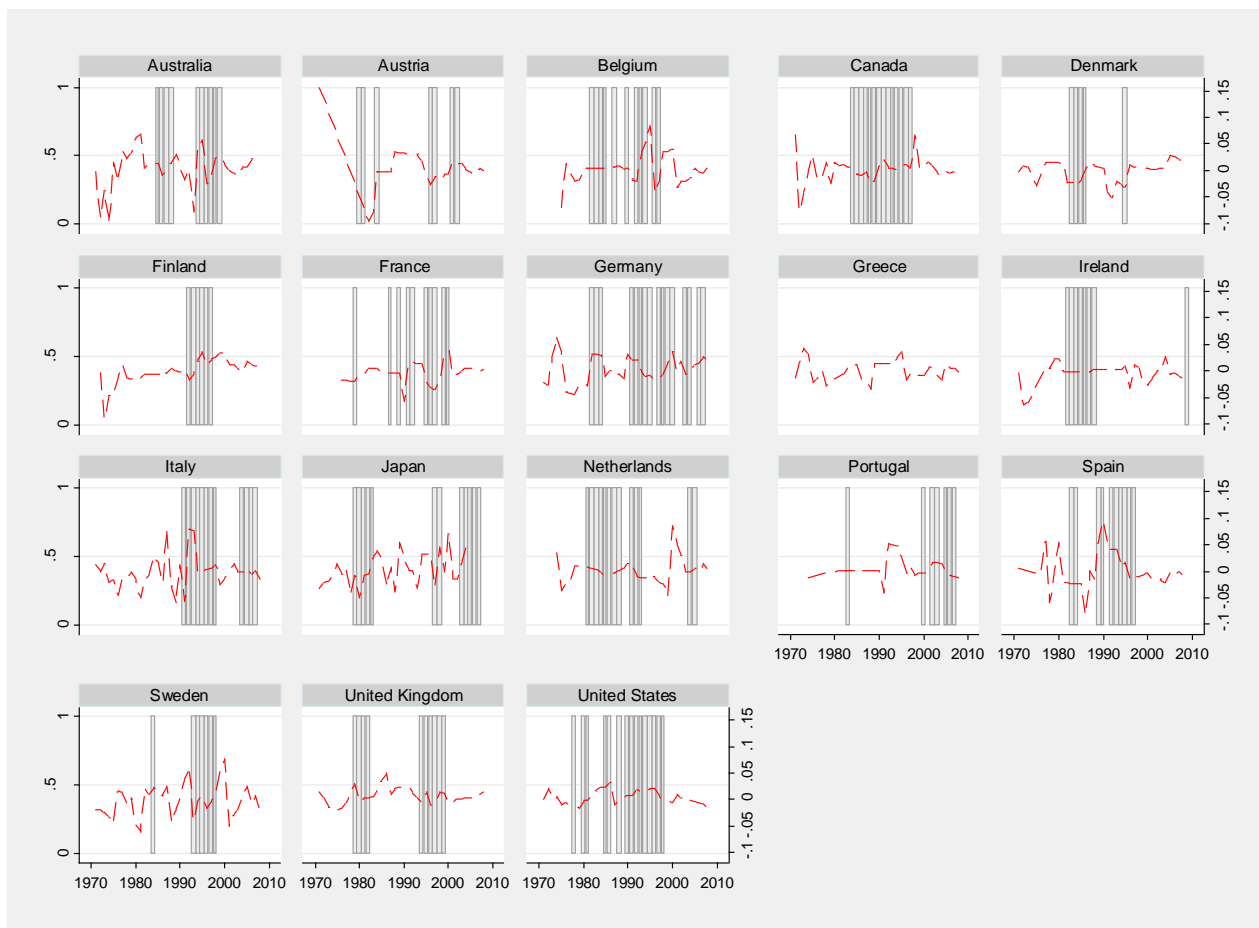 Australia Austria Belgium Canada Denmark
1 .5 0
-.1 -.05 0 .05 .1 .15
Finland France Germany Greece Ireland
1 .5 0
-.1 -.05 0 .05 .1 .15
Italy Japan Netherlands Portugal Spain
1 .5 0
-.1 -.05 0 .05 .1 .15
1970 1980 1990 2000 2010 1970 1980 1990 2000 2010
Sweden United Kingdom United States
1 .5 0
-.1 -.05 0 .05 .1 .15
1970 1980 1990 2000 2010 1970 1980 1990 2000 2010 1970 1980 1990 2000 2010